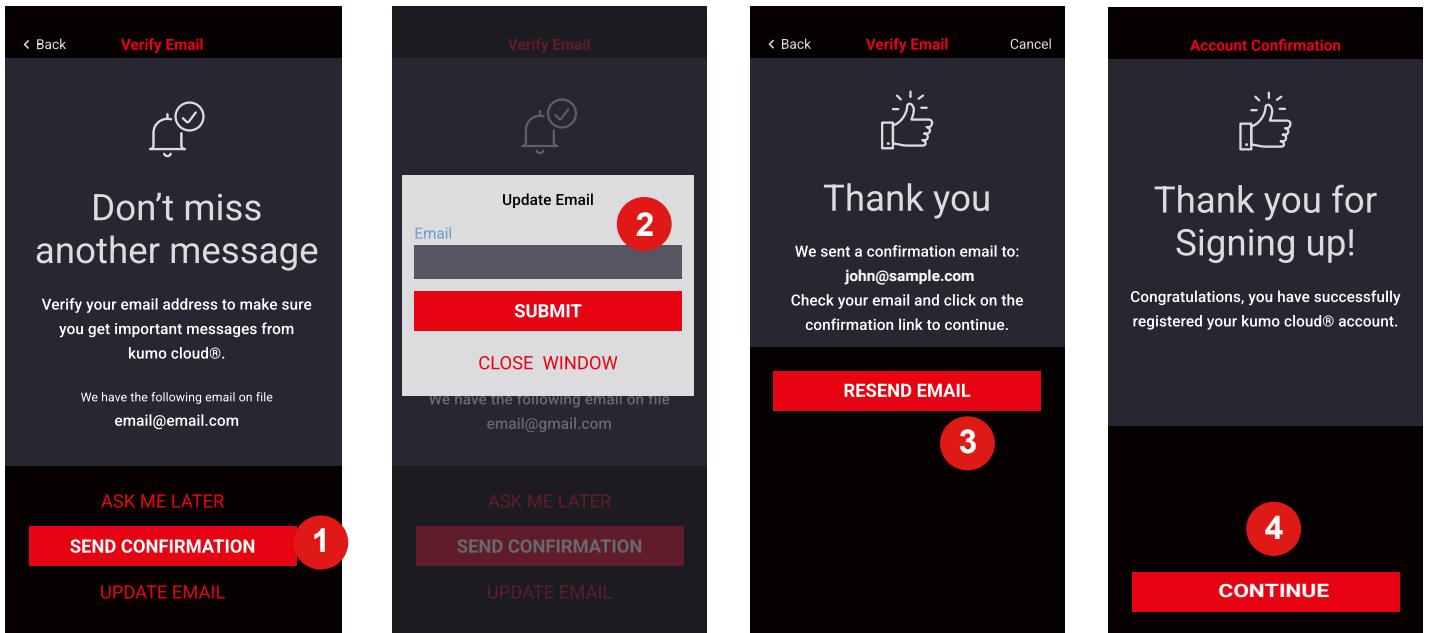 < Back
Verify Email
Don't miss
another message
Verify your email address to make sure
you get important messages from
kumo cloud®.
We have the following email on file
email@email.com
ASK ME LATER
SEND CONFIRMATION
1
UPDATE EMAIL
Verify Email
Update Email
2
Email
SUBMIT
CLOSE WINDOW
We have the following email on file
email@gmail.com
ASK ME LATER
SEND CONFIRMATION
UPDATE EMAIL
< Back
Verify Email
Cancel
Thank you
We sent a confirmation email to:
john@sample.com
Check your email and click on the
confirmation link to continue.
RESEND EMAIL
3
Account Confirmation
Thank you for
Signing up!
Congratulations, you have successfully
registered your kumo cloud® account.
4
CONTINUE